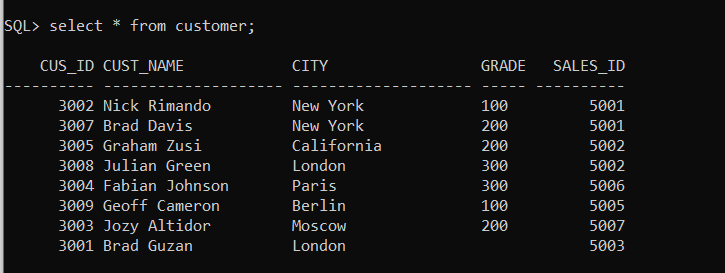 SQL> select * from customer;
CUS_ID CUST_NAME CITY GRADE SALES_ID
---------- -------------------- -------------------- ----- ----------
3002 Nick Rimando New York 100 5001
3007 Brad Davis New York 200 5001
3005 Graham Zusi California 200 5002
3008 Julian Green London 300 5002
3004 Fabian Johnson Paris 300 5006
3009 Geoff Cameron Berlin 100 5005
3003 Jozy Altidor Moscow 200 5007
3001 Brad Guzan London 5003